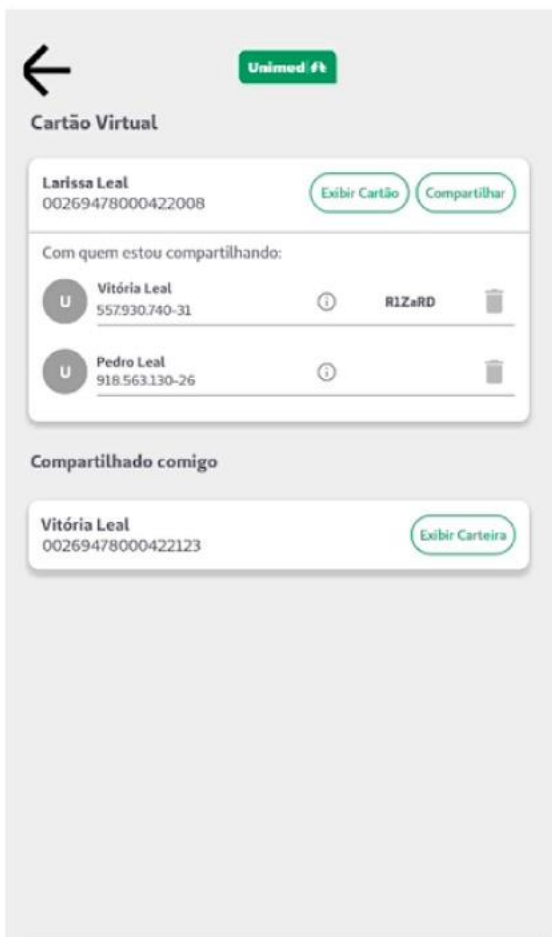 Unimed
Cartão Virtual
Larissa Leal
00269478000422008
Exibir Cartão
Compartilhar
Com quem estou compartilhando:
U
Vitória Leal
557.930.740-31
R1ZaRD
U
Pedro Leal
918.563.130-26
Compartilhado comigo
Vitória Leal
00269478000422123
Exibir Carteira